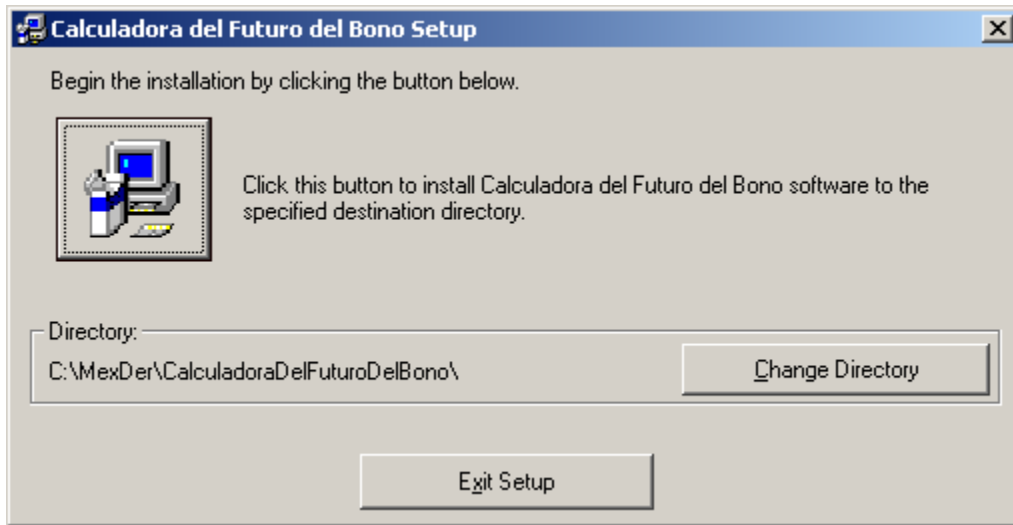 Calculadora del Futuro del Bono Setup
Begin the installation by clicking the button below.
Click this button to install Calculadora del Futuro del Bono software to the
specified destination directory.
Directory:
C:\MexDer\CalculadoraDelFuturoDelBono\
Change Directory
Exit Setup